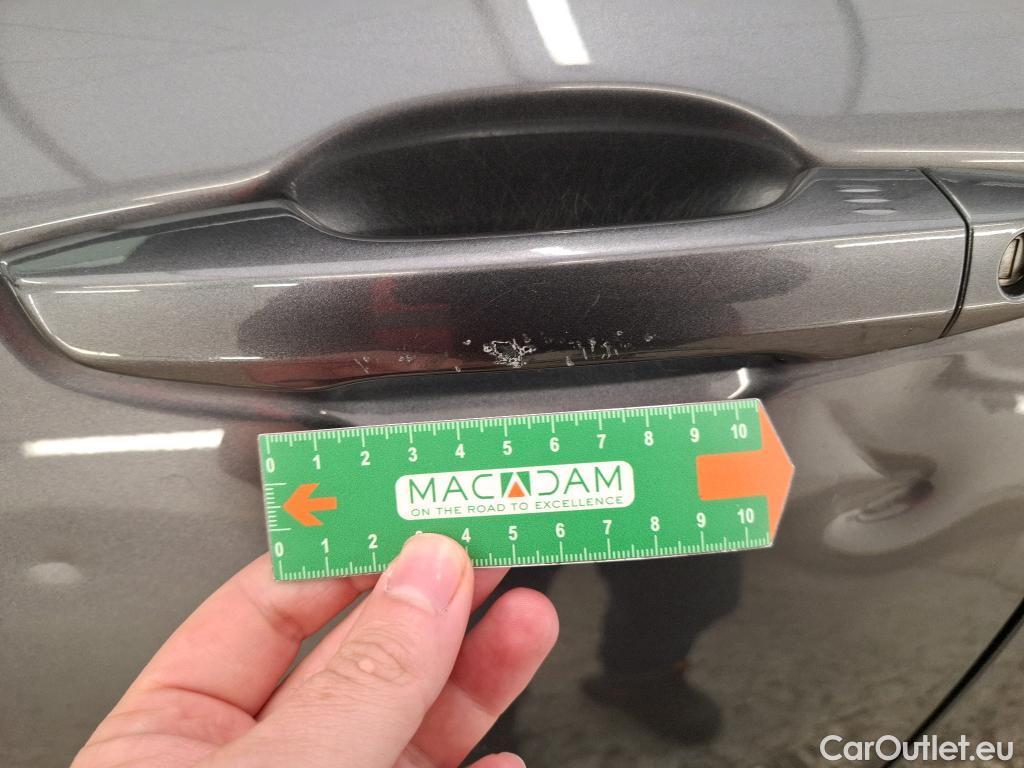 0 1 2 3 4 5 6 7 8 9 10
MACADAM
ON THE ROAD TO EXCELLENCE
0 1 2 3 4 5 6 7 8 9 10
CarOutlet.eu